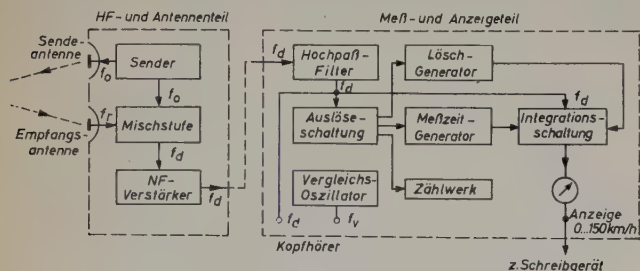 HF- und Antennenteil
Sende-
antenne
fo
Sender
fo
fr
Mischstufe
Empfangs-
antenne
fd
NF-
Verstärker
fd
Meß- und Anzeigeteil
fd
Hochpaß-
Filter
fd
Lösch-
Generator
fd
Auslöse-
schaltung
Meßzeit-
Generator
Integrations-
schaltung
Vergleichs-
Oszillator
Zählwerk
fd
fv
Kopfhörer
Anzeige
0...150km/h
z. Schreibgerät